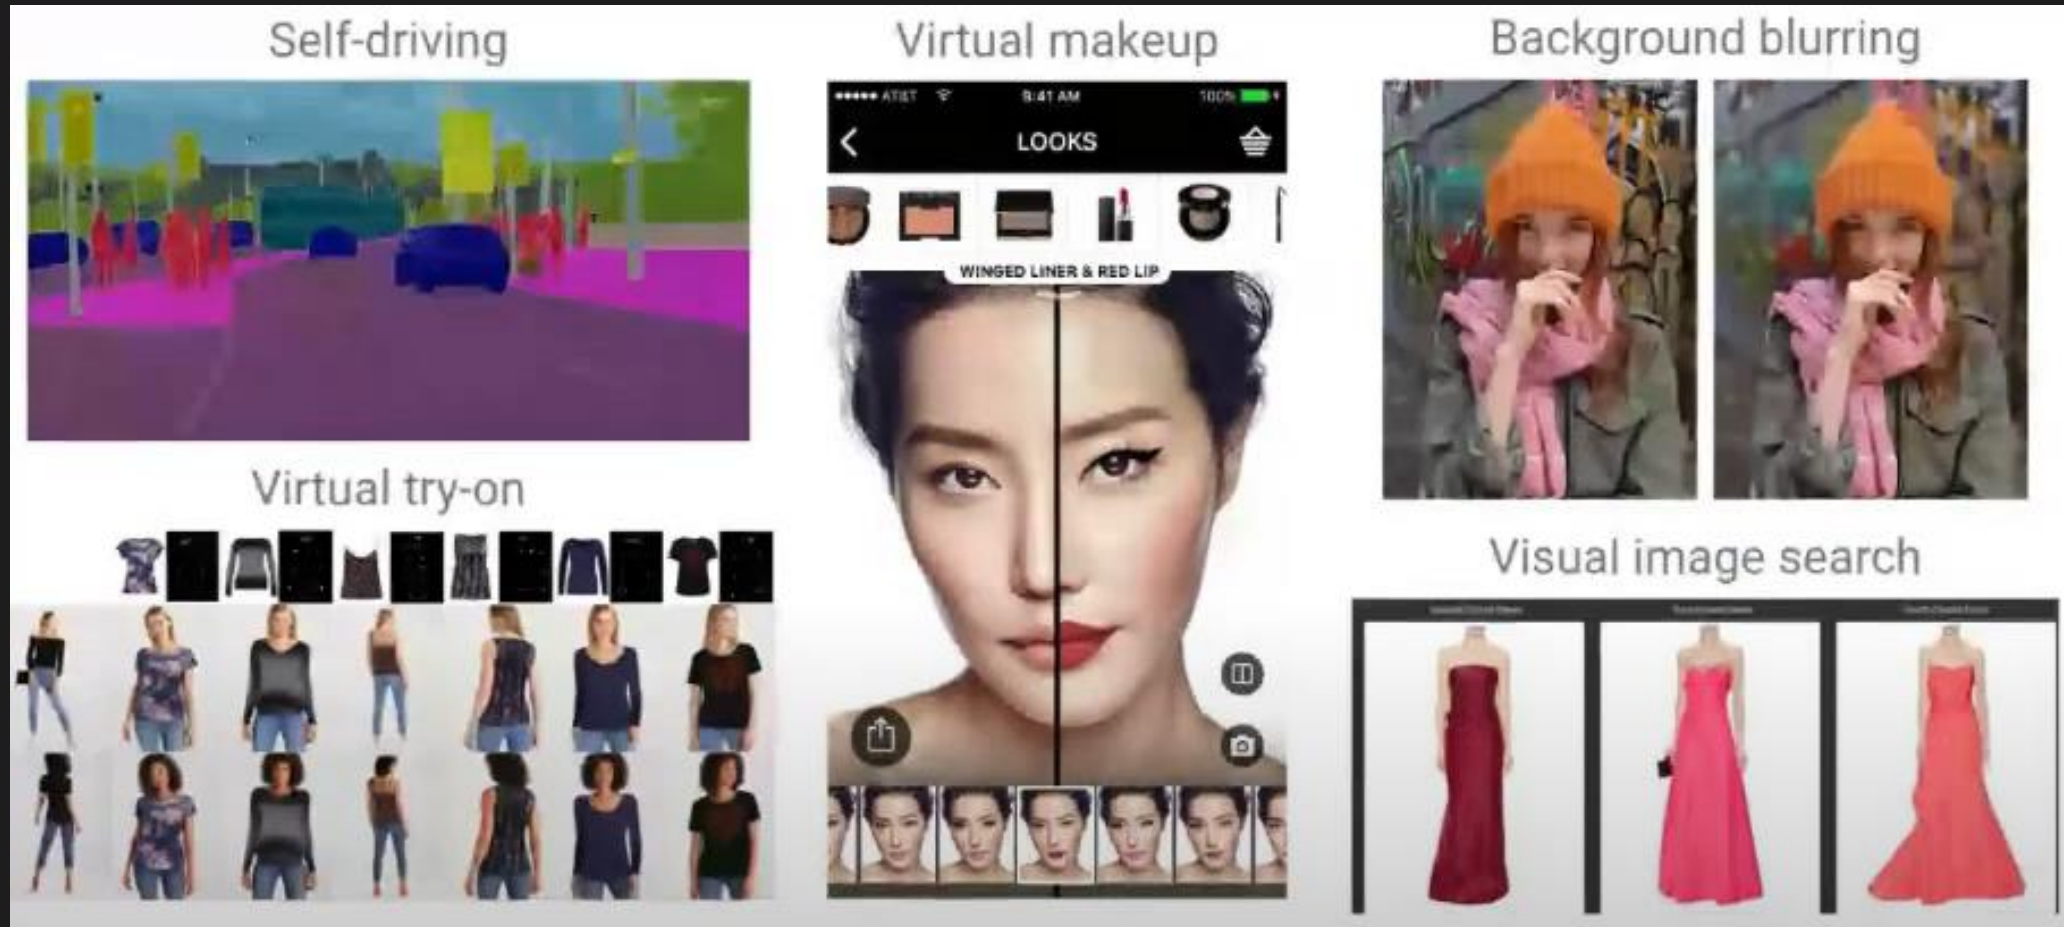 Self-driving
Virtual makeup
Background blurring
AT&T
9:41 AM
100%
LOOKS
WINGED LINER & RED LIP
Virtual try-on
Visual image search